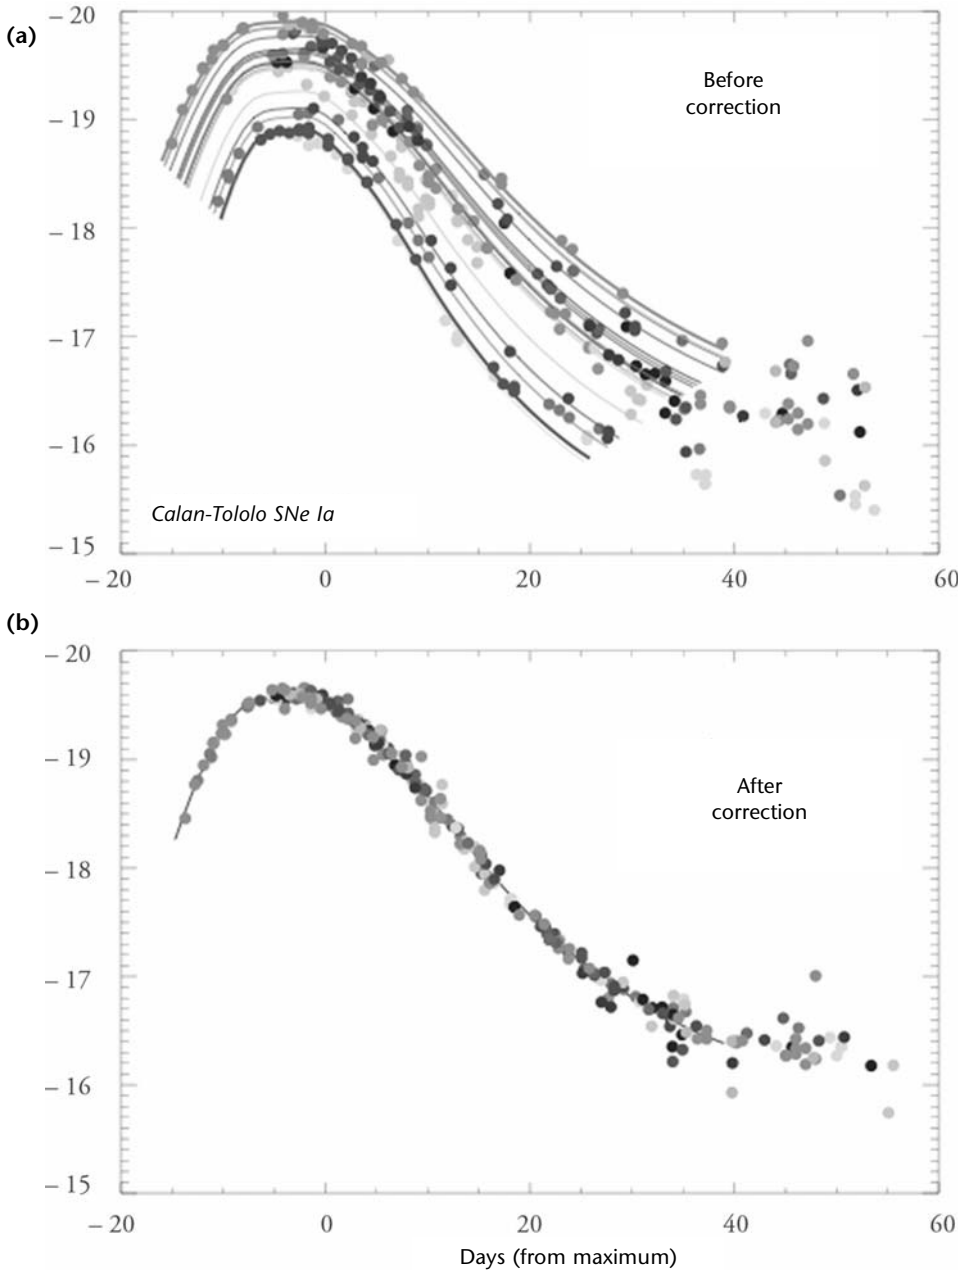 (a)
– 20
– 19
– 18
– 17
– 16
– 15
Before
correction
Calan-Tololo SNe Ia
– 20
0
20
40
60
(b)
– 20
– 19
– 18
– 17
– 16
– 15
After
correction
– 20
0
20
40
60
Days (from maximum)